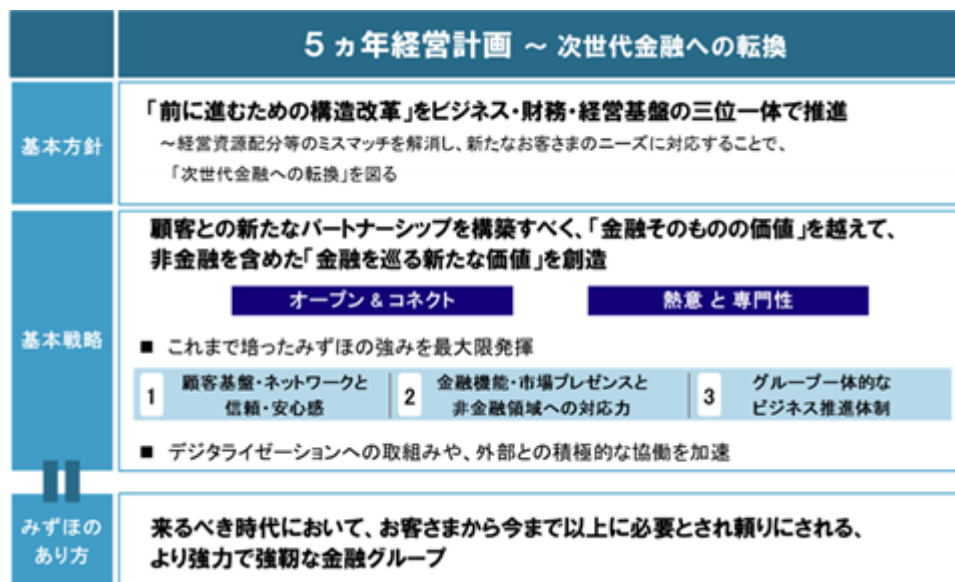 5ヵ年経営計画 ～ 次世代金融への転換
基本方針
「前に進むための構造改革」をビジネス・財務・経営基盤の三位一体で推進
～経営資源配分等のミスマッチを解消し、新たなお客さまのニーズに対応することで、
「次世代金融への転換」を図る
基本戦略
顧客との新たなパートナーシップを構築すべく、「金融そのものの価値」を越えて、
非金融を含めた「金融を巡る新たな価値」を創造
オープン & コネクト
熱意 と 専門性
■ これまで培ったみずほの強みを最大限発揮
1 顧客基盤・ネットワークと
信頼・安心感
2 金融機能・市場プレゼンスと
非金融領域への対応力
3 グループ一体的な
ビジネス推進体制
■ デジタライゼーションへの取組みや、外部との積極的な協働を加速
みずほの
あり方
来るべき時代において、お客さまから今まで以上に必要とされ頼りにされる、
より強力で強靭な金融グループ